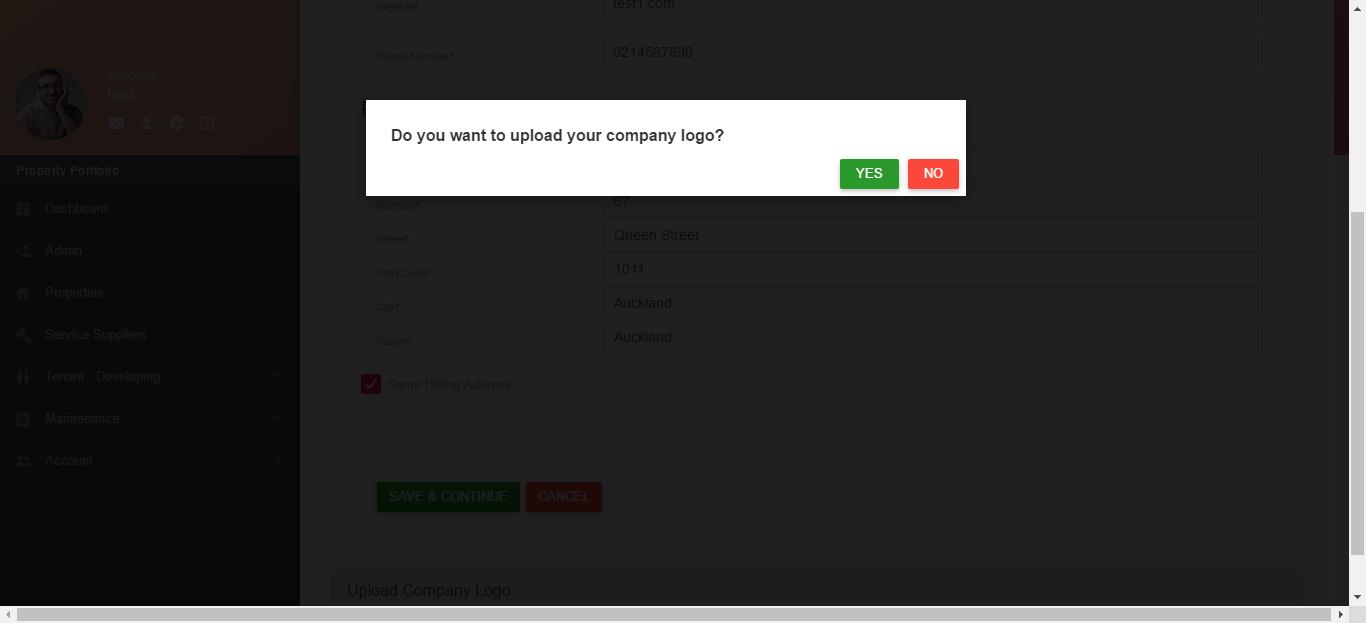 Website*
test1.com
Welcome
test
Phone Number*
0214567890
Do you want to upload your company logo?
YES
NO
Property Portfolio
Dashboard
Admin
Properties
Service Suppliers
Tenant - Developing...
Maintenance
Account
Number*
67
Street*
Queen Street
Post Code*
1011
City*
Auckland
Suburb
Auckland
Same Billing Address
SAVE & CONTINUE
CANCEL
Upload Company Logo